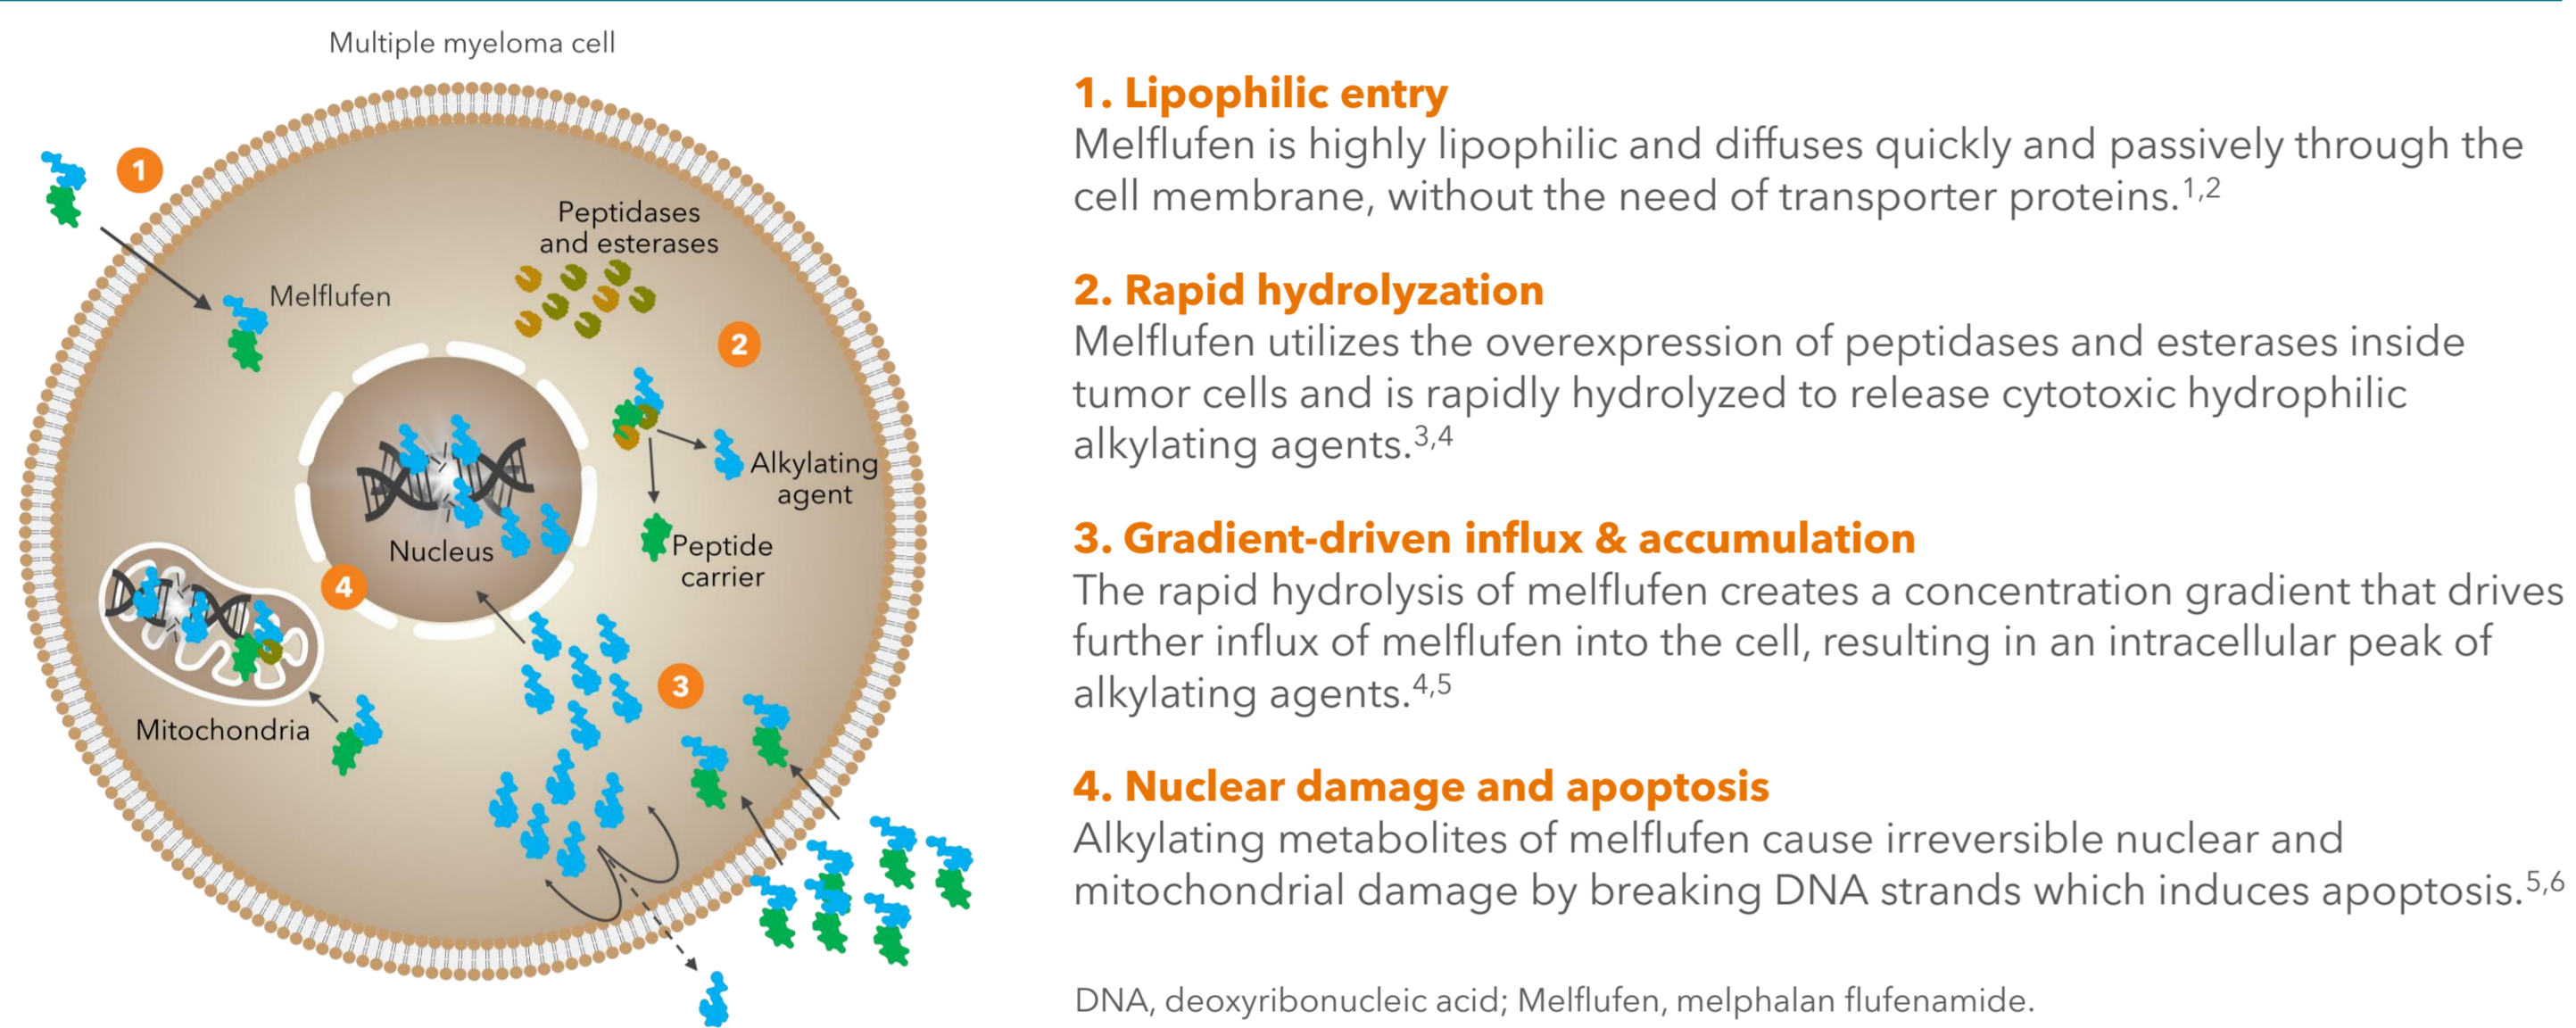 Multiple myeloma cell
1
Melflufen
Peptidases
and esterases
2
Alkylating
agent
Peptide
carrier
Nucleus
4
Mitochondria
3
1. Lipophilic entry
Melflufen is highly lipophilic and diffuses quickly and passively through the
cell membrane, without the need of transporter proteins.1,2
2. Rapid hydrolyzation
Melflufen utilizes the overexpression of peptidases and esterases inside
tumor cells and is rapidly hydrolyzed to release cytotoxic hydrophilic
alkylating agents.3,4
3. Gradient-driven influx & accumulation
The rapid hydrolysis of melflufen creates a concentration gradient that drives
further influx of melflufen into the cell, resulting in an intracellular peak of
alkylating agents.4,5
4. Nuclear damage and apoptosis
Alkylating metabolites of melflufen cause irreversible nuclear and
mitochondrial damage by breaking DNA strands which induces apoptosis.5,6
DNA, deoxyribonucleic acid; Melflufen, melphalan flufenamide.